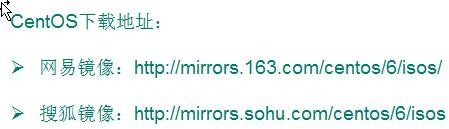 CentOS下载地址：
➢ 网易镜像：http://mirrors.163.com/centos/6/isos/
➢ 搜狐镜像：http://mirrors.sohu.com/centos/6/isos